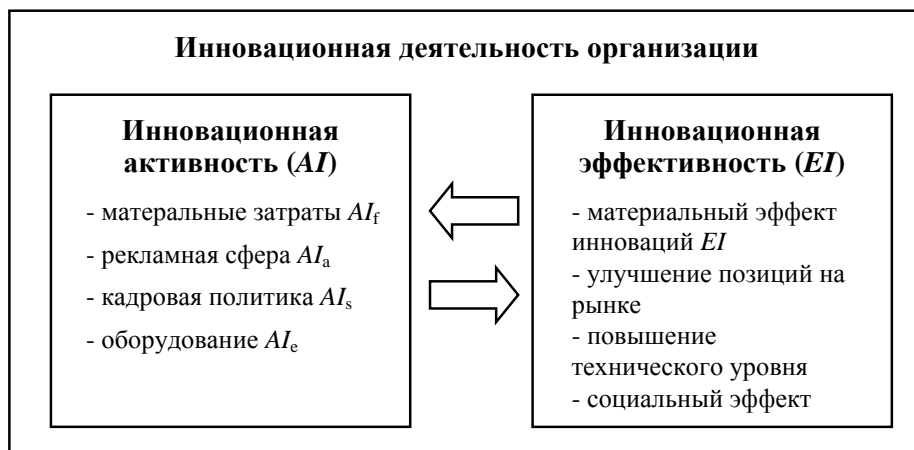 Инновационная деятельность организации
Инновационная
активность (AI)
- матеральные затраты AIf
- рекламная сфера AIa
- кадровая политика AIs
- оборудование AIe
Инновационная
эффективность (EI)
- материальный эффект
инноваций EI
- улучшение позиций на
рынке
- повышение
технического уровня
- социальный эффект